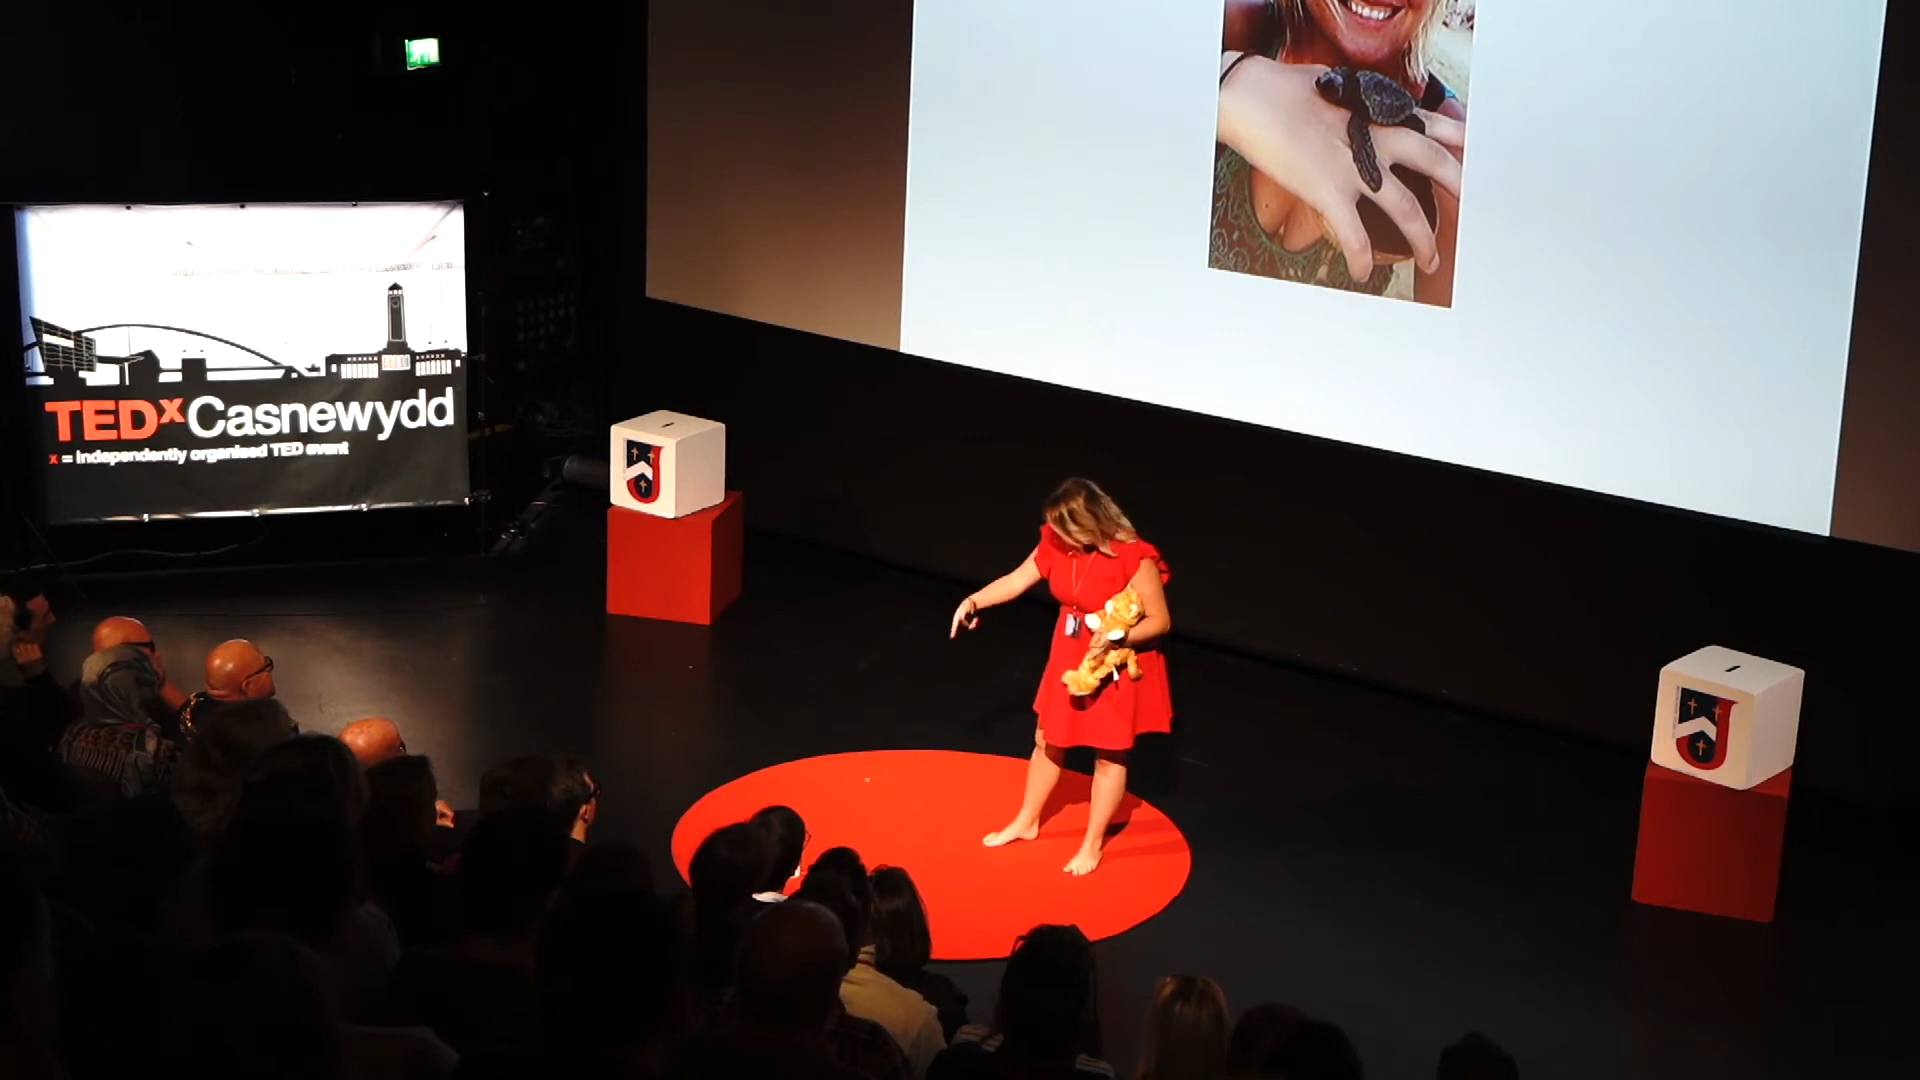 TEDxCasnewydd
x = independently organised TED event